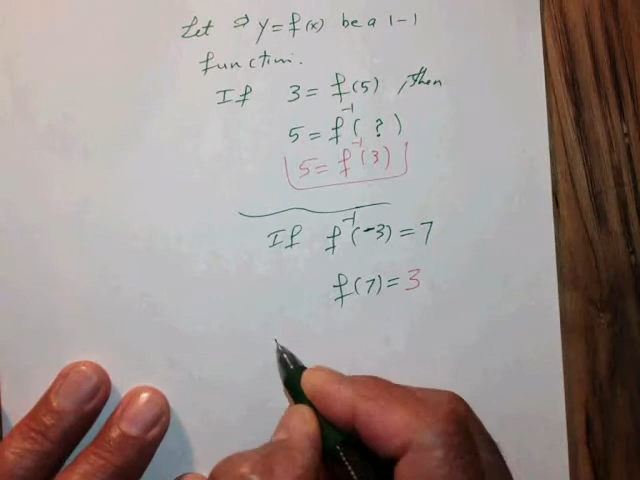 Let ⇒ y = f(x) be a 1-1
function.
If 3 = f(5), then
5 = f⁻¹( ? )
5 = f⁻¹(3)
If f⁻¹(-3) = 7
f(7) = 3